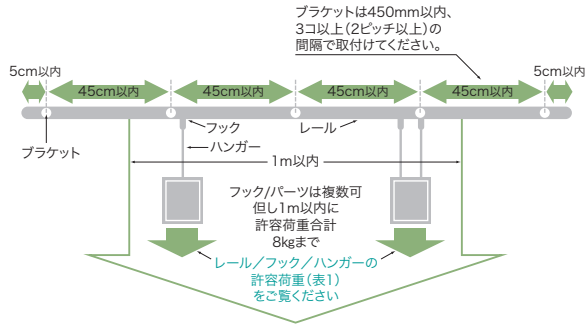 ブラケットは450mm以内、
3コ以上(2ピッチ以上)の
間隔で取付けてください。
5cm以内
45cm以内
45cm以内
45cm以内
45cm以内
5cm以内
ブラケット
フック
レール
ハンガー
1m以内
フック/パーツは複数可
但し1m以内に
許容荷重合計
8kgまで
レール/フック/ハンガーの
許容荷重(表1)
をご覧ください